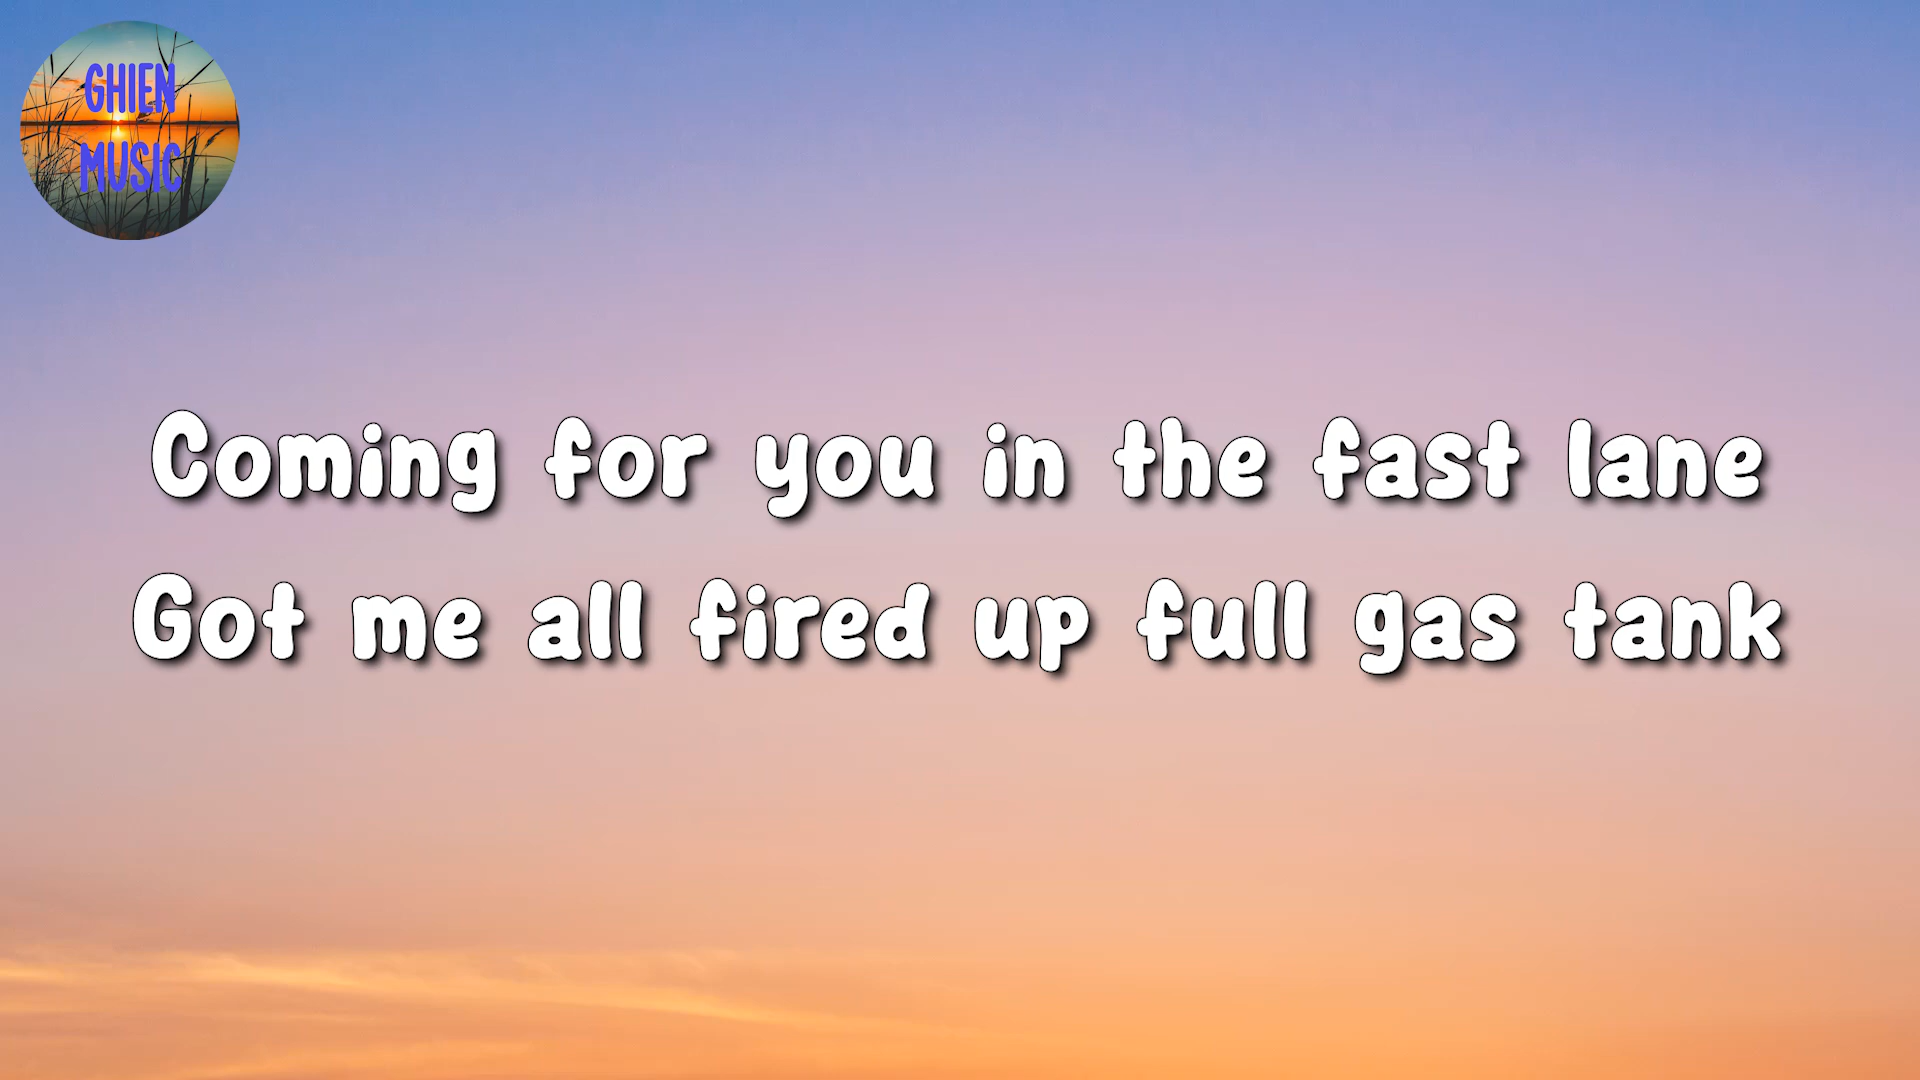 GHIEN
MUSIC
Coming for you in the fast lane
Got me all fired up full gas tank